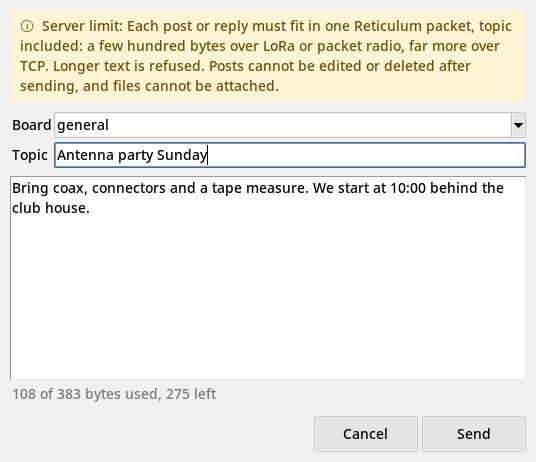 ⓘ Server limit: Each post or reply must fit in one Reticulum packet, topic
included: a few hundred bytes over LoRa or packet radio, far more over
TCP. Longer text is refused. Posts cannot be edited or deleted after
sending, and files cannot be attached.
Board general
Topic Antenna party Sunday
Bring coax, connectors and a tape measure. We start at 10:00 behind the
club house.
108 of 383 bytes used, 275 left
Cancel Send